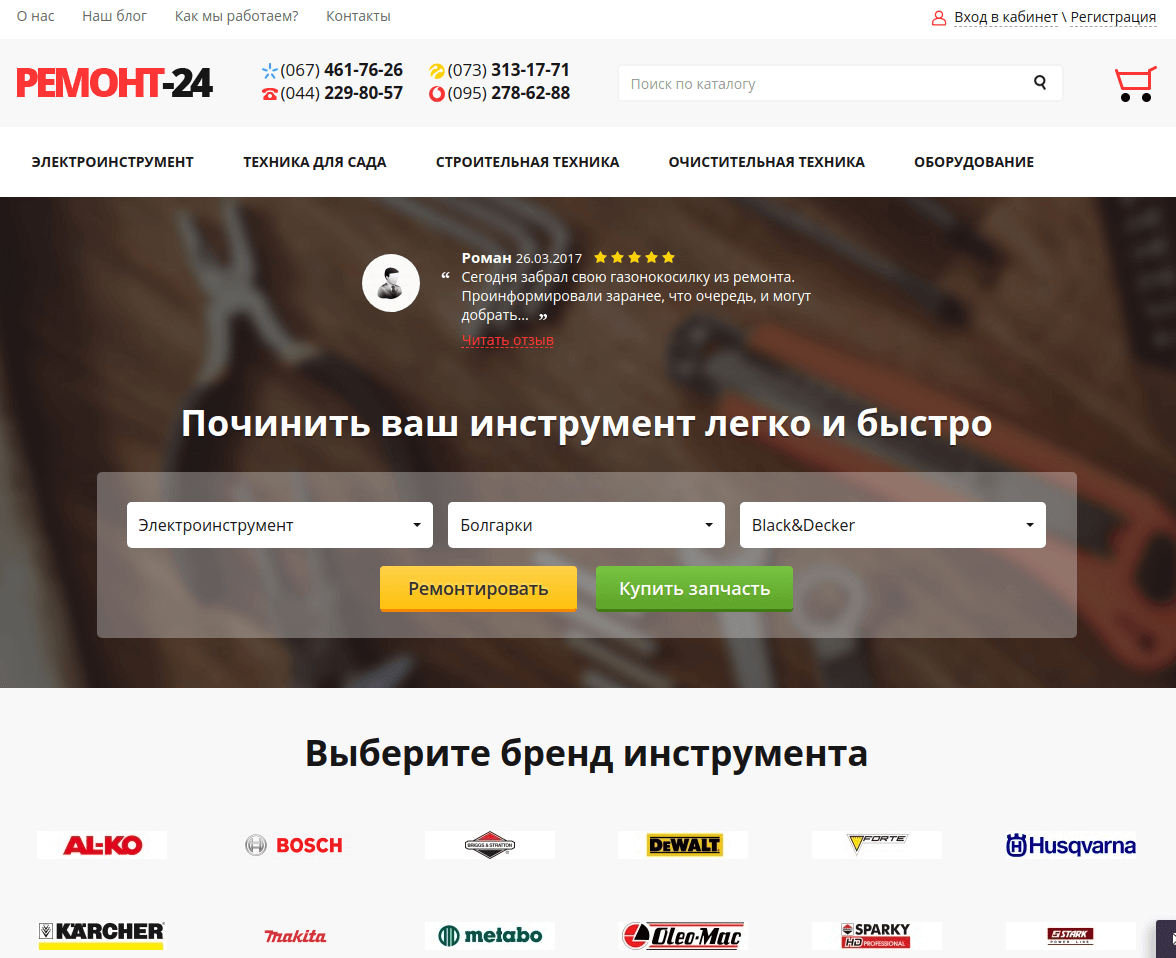 О нас Наш блог Как мы работаем? Контакты Вход в кабинет \ Регистрация
РЕМОНТ-24
(067) 461-76-26 (073) 313-17-71
(044) 229-80-57 (095) 278-62-88
Поиск по каталогу
ЭЛЕКТРОИНСТРУМЕНТ ТЕХНИКА ДЛЯ САДА СТРОИТЕЛЬНАЯ ТЕХНИКА ОЧИСТИТЕЛЬНАЯ ТЕХНИКА ОБОРУДОВАНИЕ
Роман 26.03.2017
“ Сегодня забрал свою газонокосилку из ремонта.
Проинформировали заранее, что очередь, и могут
добрать... ”
Читать отзыв
Починить ваш инструмент легко и быстро
Электроинструмент Болгарки Black&Decker
Ремонтировать Купить запчасть
Выберите бренд инструмента
AL-KO BOSCH BRIGGS & STRATTON DEWALT FORTE Husqvarna
KÄRCHER makita metabo Oleo-Mac SPARKY
HD PROFESSIONAL
STARK
POWER LINE